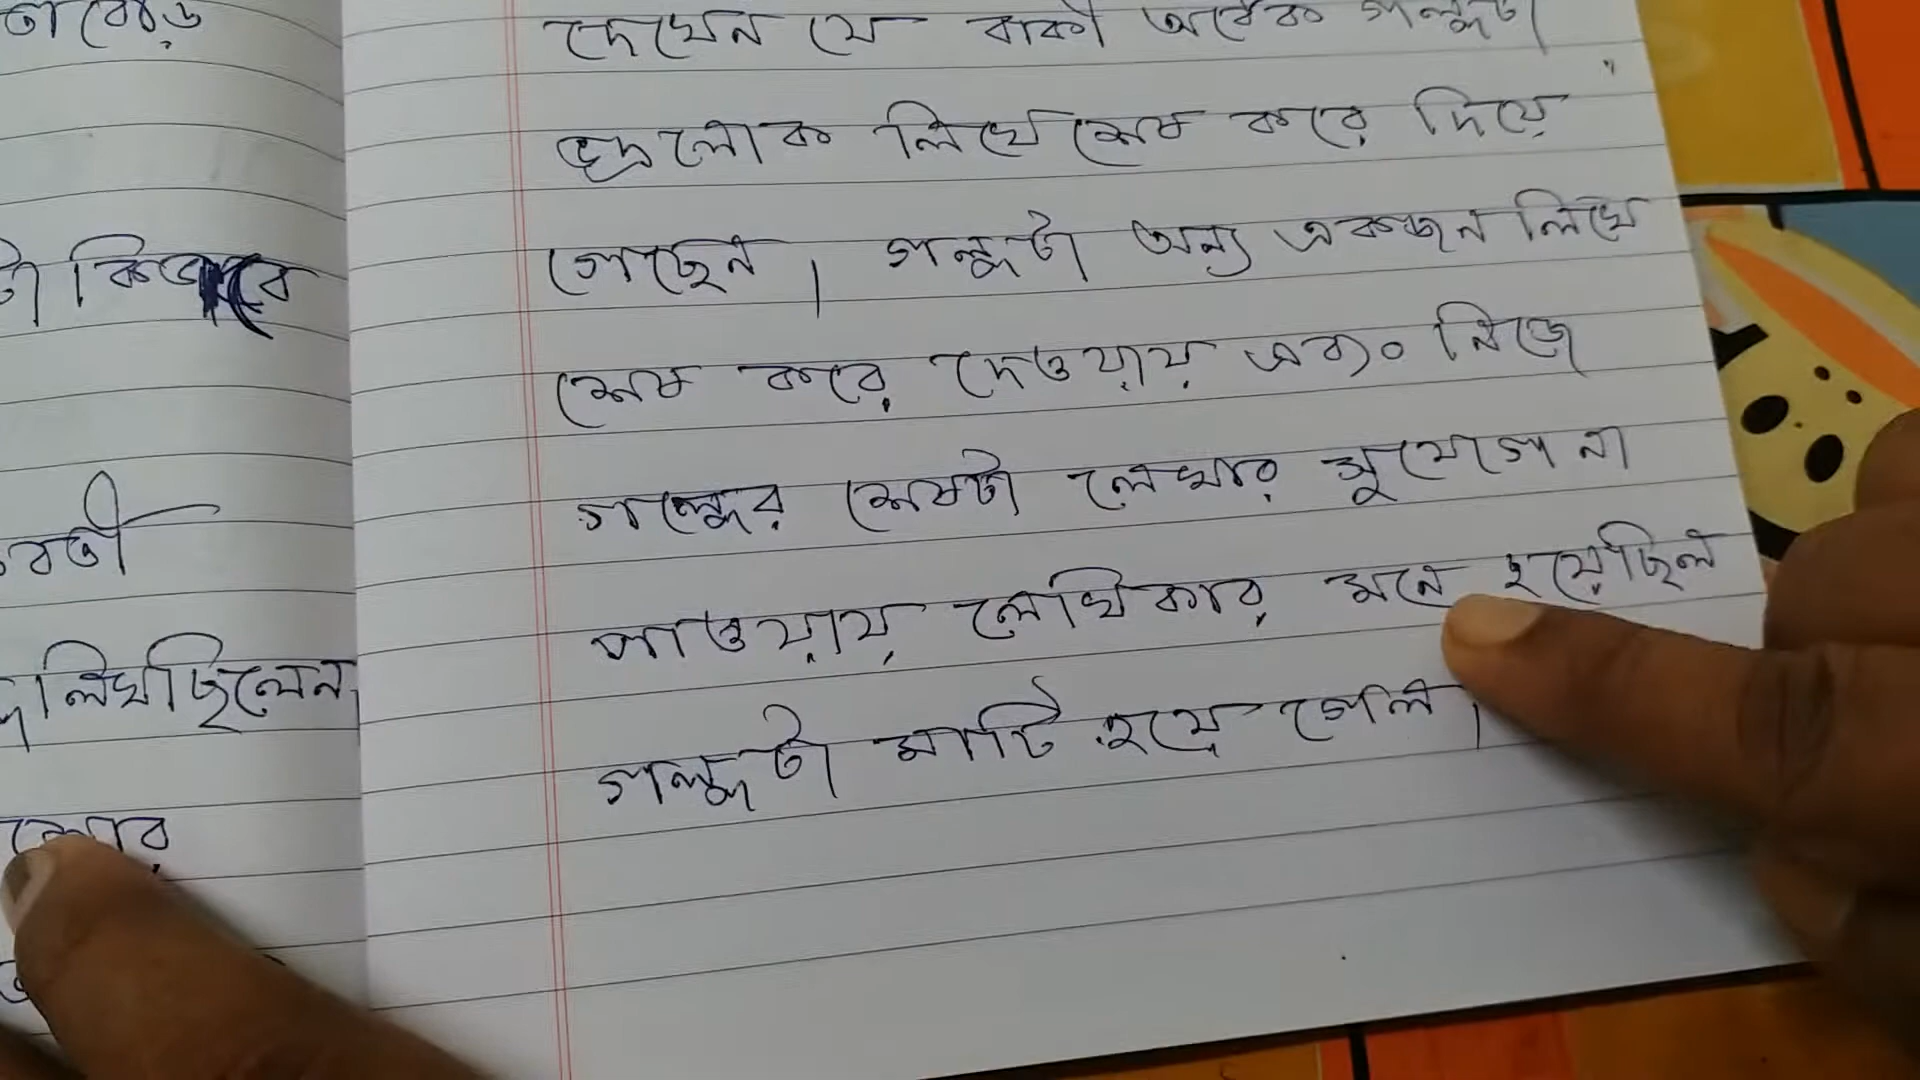 তাবোড়
টা কিভাবে
লিখছিলেন
দেখেন যে বাকী অর্ধেক গল্পটা
ভদ্রলোক লিখে শেষ করে দিয়ে
গেছেন। গল্পটা অন্য একজন লিখে
শেষ করে দেওয়ায় এবং নিজে
গল্পের শেষটা লেখার সুযোগ না
পাওয়ায় লেখিকার মনে হয়েছিল
গল্পটা মাটি হয়ে গেল।